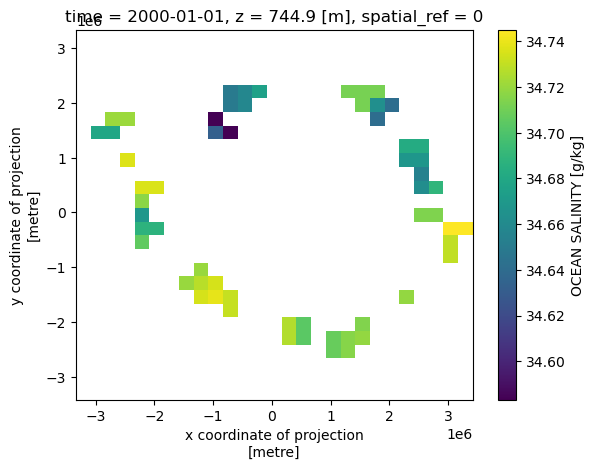 time = 2000-01-01, z = 744.9 [m], spatial_ref = 0
1e6
3
2
1
0
−1
−2
−3
y coordinate of projection
[metre]
−3 −2 −1 0 1 2 3
1e6
x coordinate of projection
[metre]
34.74
34.72
34.70
34.68
34.66
34.64
34.62
34.60
OCEAN SALINITY [g/kg]